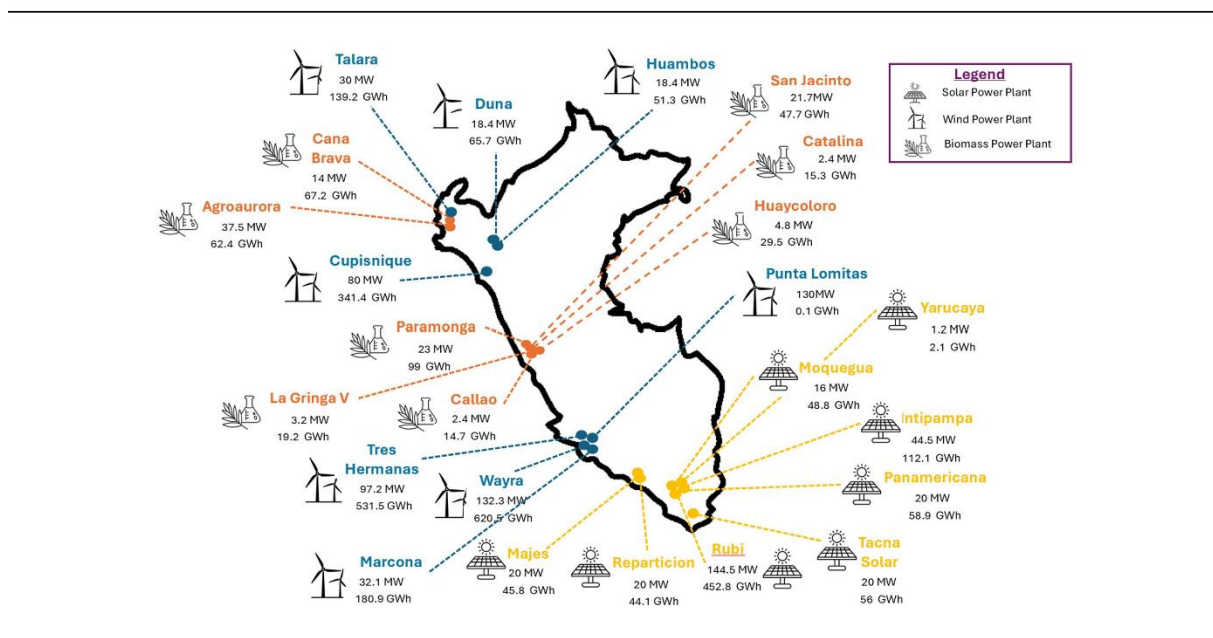 Talara
30 MW
139.2 GWh
Huambos
18.4 MW
51.3 GWh
Duna
18.4 MW
65.7 GWh
San Jacinto
21.7MW
47.7 GWh
Legend
Solar Power Plant
Wind Power Plant
Biomass Power Plant
Cana
Brava
14 MW
67.2 GWh
Catalina
2.4 MW
15.3 GWh
Agroaurora
37.5 MW
62.4 GWh
Huaycoloro
4.8 MW
29.5 GWh
Cupisnique
80 MW
341.4 GWh
Punta Lomitas
130MW
0.1 GWh
Yarucaya
1.2 MW
2.1 GWh
Paramonga
23 MW
99 GWh
Moquegua
16 MW
48.8 GWh
La Gringa V
3.2 MW
19.2 GWh
Callao
2.4 MW
14.7 GWh
Intipampa
44.5 MW
112.1 GWh
Tres
Hermanas
97.2 MW
531.5 GWh
Wayra
132.3 MW
620.5 GWh
Panamericana
20 MW
58.9 GWh
Marcona
32.1 MW
180.9 GWh
Majes
20 MW
45.8 GWh
Reparticion
20 MW
44.1 GWh
Rubi
144.5 MW
452.8 GWh
Tacna
Solar
20 MW
56 GWh